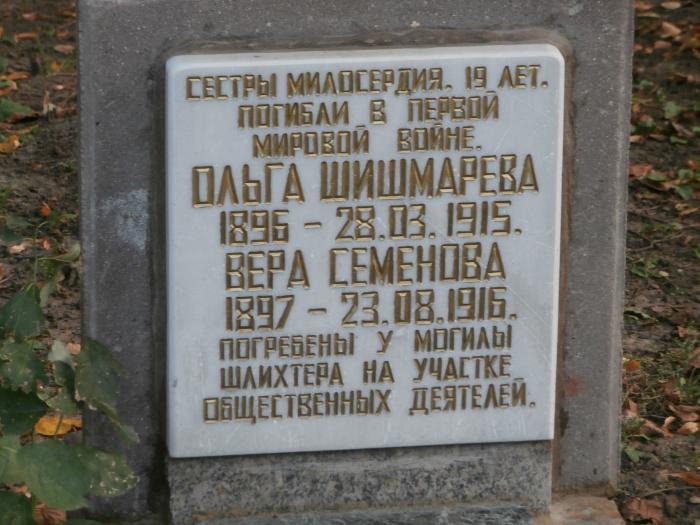 СЕСТРЫ МИЛОСЕРДИЯ. 19 ЛЕТ.
ПОГИБЛИ В ПЕРВОЙ
МИРОВОЙ ВОЙНЕ.
ОЛЬГА ШИШМАРЕВА
1896 – 28.03.1915.
ВЕРА СЕМЕНОВА
1897 – 23.08.1916.
ПОГРЕБЕНЫ У МОГИЛЫ
ШЛИХТЕРА НА УЧАСТКЕ
ОБЩЕСТВЕННЫХ ДЕЯТЕЛЕЙ.